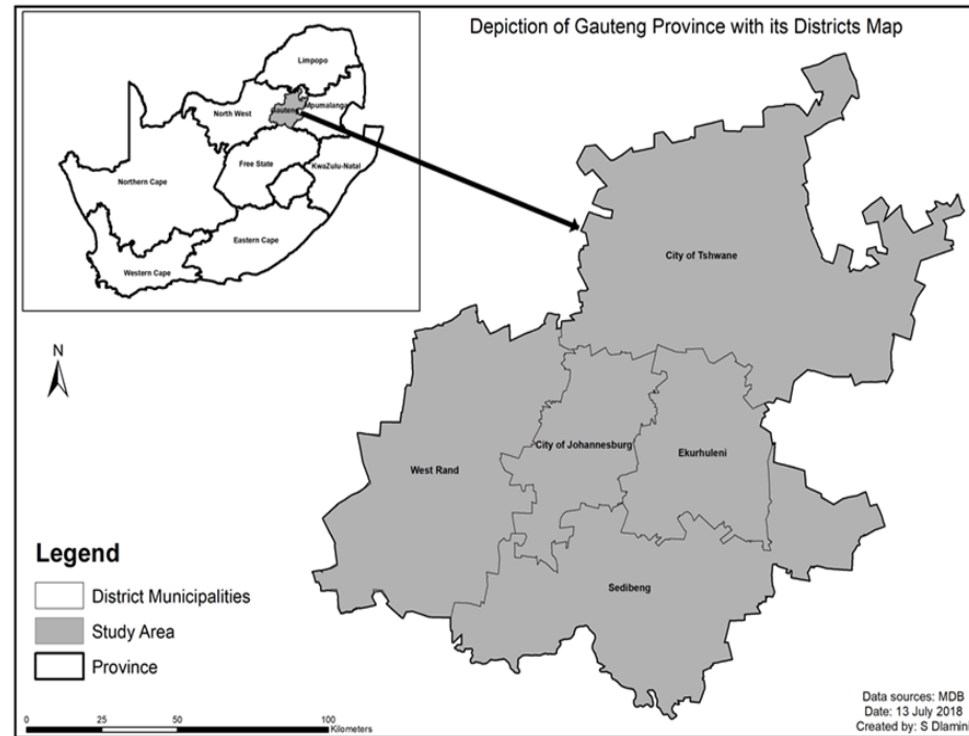 Depiction of Gauteng Province with its Districts Map
Limpopo
North West
Gauteng
Mpumalanga
Free State
KwaZulu-Natal
Northern Cape
Eastern Cape
Western Cape
City of Tshwane
N
City of Johannesburg
Ekurhuleni
West Rand
Sedibeng
Legend
District Municipalities
Study Area
Province
0 25 50 100
Kilometers
Data sources: MDB
Date: 13 July 2018
Created by: S Dlamini